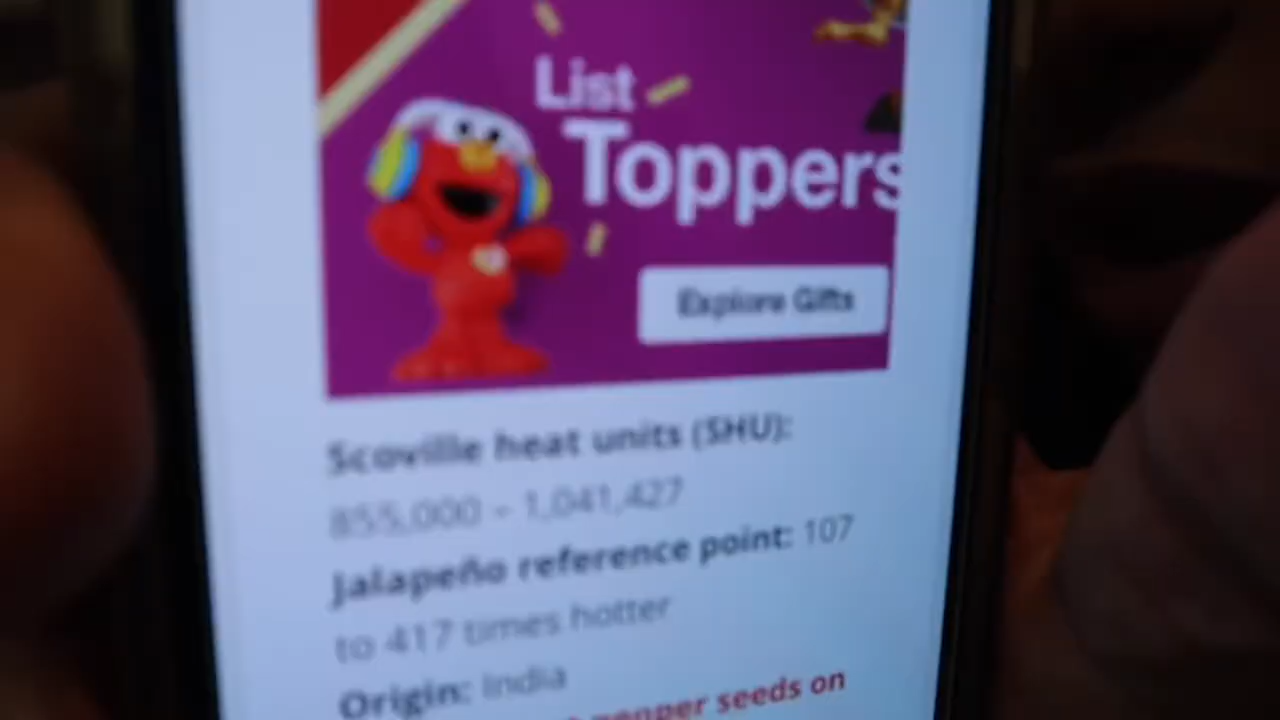 List
Toppers
Explore Gifts
Scoville heat units (SHU):
855,000 – 1,041,427
Jalapeño reference point: 107
to 417 times hotter
Origin: India
pepper seeds on